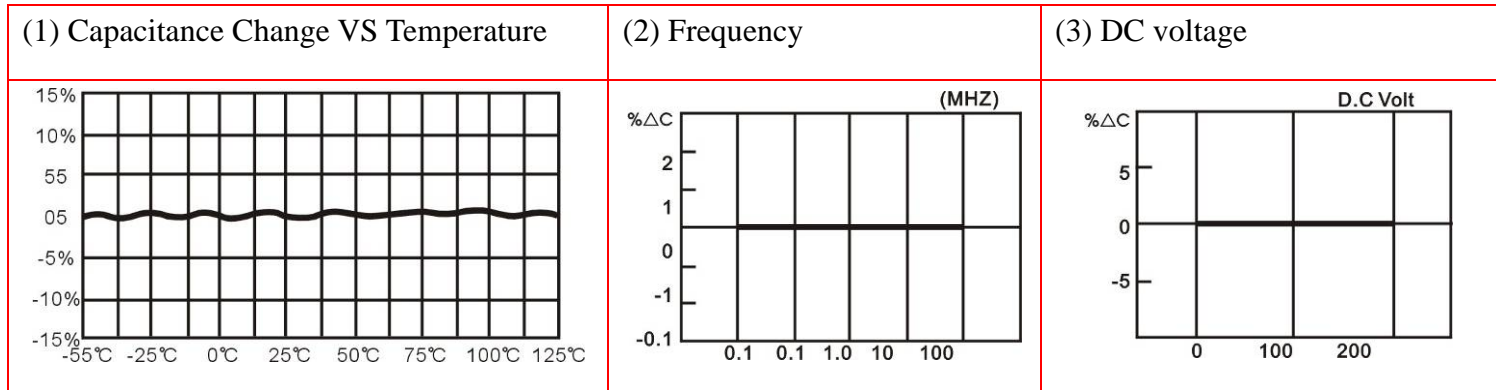 (1) Capacitance Change VS Temperature
(2) Frequency
(3) DC voltage
15%
10%
55
05
-5%
-10%
-15%
-55℃ -25℃ 0℃ 25℃ 50℃ 75℃ 100℃ 125℃
(MHZ)
%△C
2
1
0
-1
-0.1
0.1 0.1 1.0 10 100
D.C Volt
%△C
5
0
-5
0 100 200